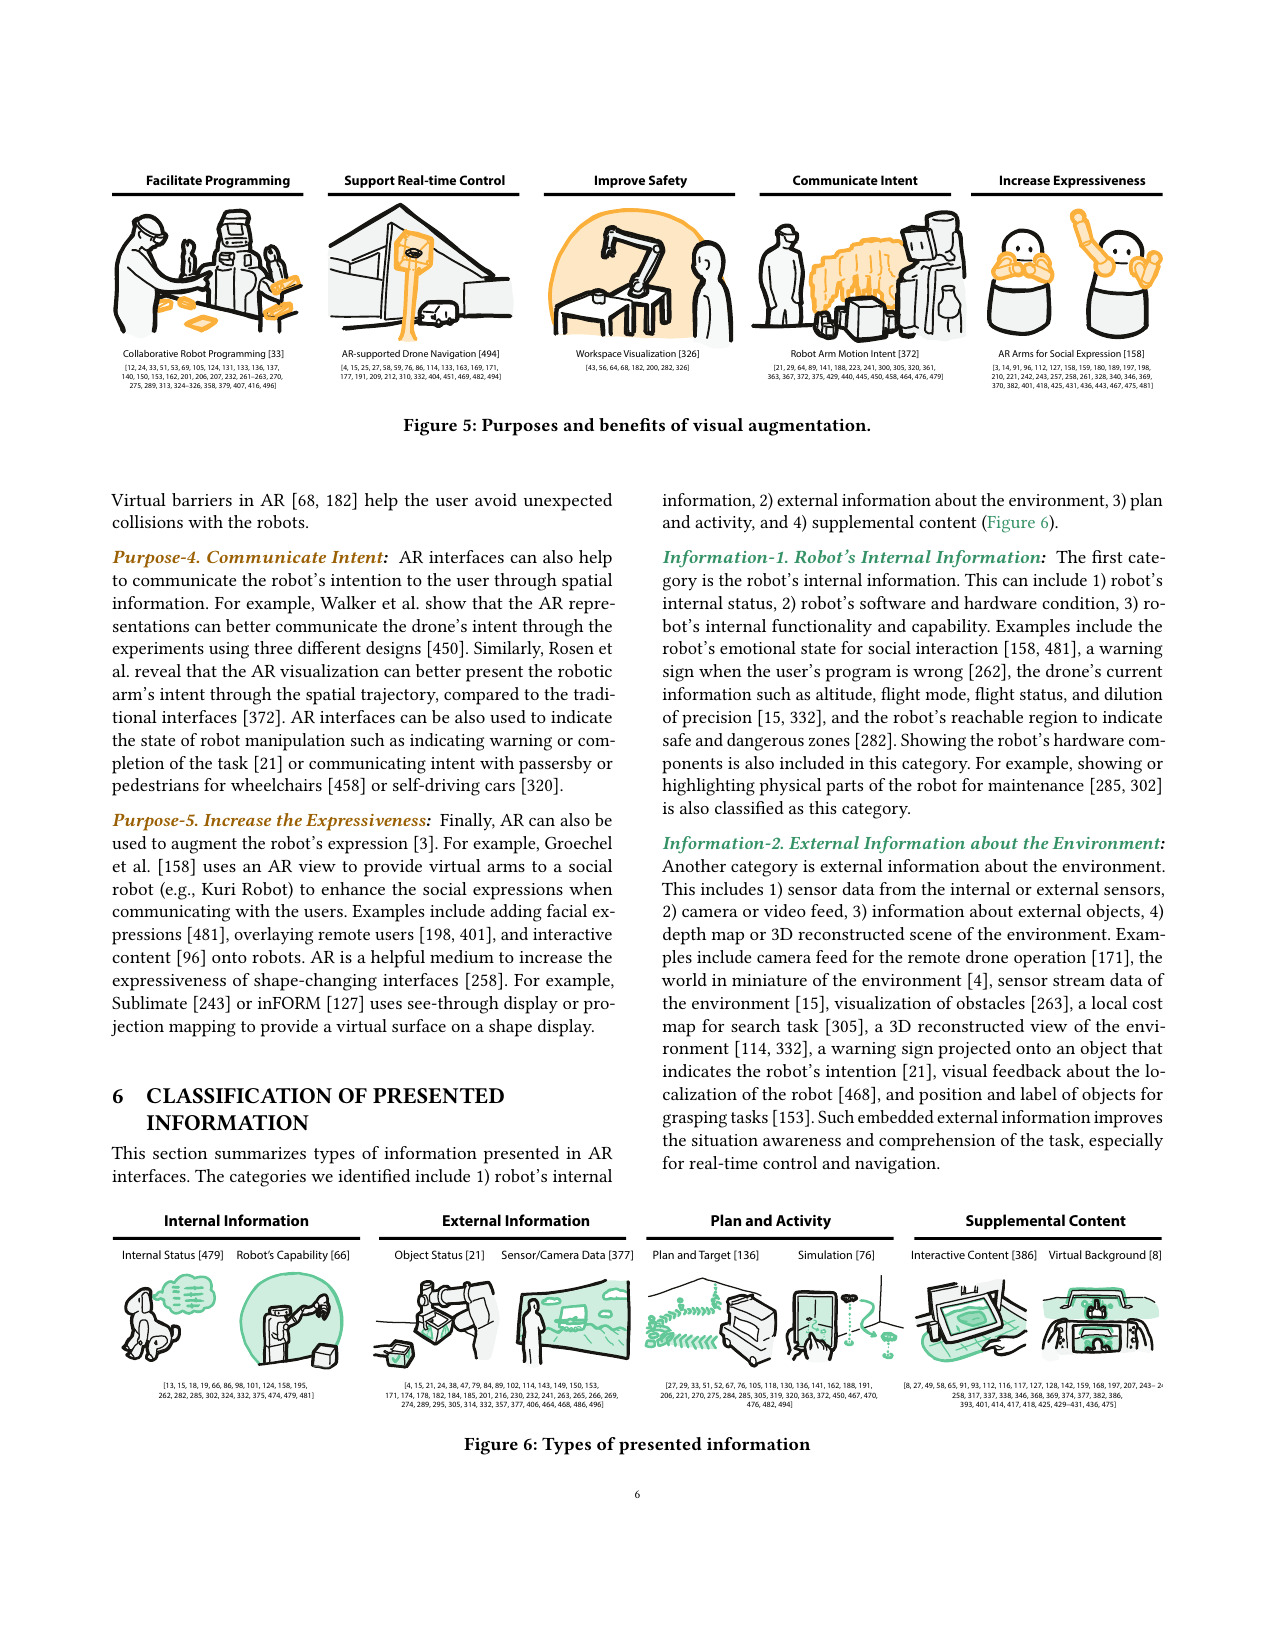 Facilitate Programming
Support Real-time Control
Improve Safety
Communicate Intent
Increase Expressiveness
Collaborative Robot Programming [33]
[12, 24, 33, 51, 53, 69, 105, 124, 131, 133, 136, 137,
140, 150, 153, 162, 201, 206, 207, 232, 261–263, 270,
275, 289, 313, 324–326, 358, 379, 407, 416, 496]
AR-supported Drone Navigation [494]
[4, 15, 25, 27, 58, 59, 76, 86, 114, 133, 163, 169, 171,
177, 191, 209, 212, 310, 332, 404, 451, 469, 482, 494]
Workspace Visualization [326]
[43, 56, 64, 68, 182, 200, 282, 326]
Robot Arm Motion Intent [372]
[21, 29, 64, 89, 141, 188, 223, 241, 300, 305, 320, 361,
363, 367, 372, 375, 429, 440, 445, 450, 458, 464, 476, 479]
AR Arms for Social Expression [158]
[3, 14, 91, 96, 112, 127, 158, 159, 180, 189, 197, 198,
210, 221, 242, 243, 257, 258, 261, 328, 340, 346, 369,
370, 382, 401, 418, 425, 431, 436, 443, 467, 475, 481]
Figure 5: Purposes and benefits of visual augmentation.
Virtual barriers in AR [68, 182] help the user avoid unexpected
collisions with the robots.
Purpose-4. Communicate Intent: AR interfaces can also help
to communicate the robot's intention to the user through spatial
information. For example, Walker et al. show that the AR repre-
sentations can better communicate the drone's intent through the
experiments using three different designs [450]. Similarly, Rosen et
al. reveal that the AR visualization can better present the robotic
arm's intent through the spatial trajectory, compared to the tradi-
tional interfaces [372]. AR interfaces can be also used to indicate
the state of robot manipulation such as indicating warning or com-
pletion of the task [21] or communicating intent with passersby or
pedestrians for wheelchairs [458] or self-driving cars [320].
Purpose-5. Increase the Expressiveness: Finally, AR can also be
used to augment the robot's expression [3]. For example, Groechel
et al. [158] uses an AR view to provide virtual arms to a social
robot (e.g., Kuri Robot) to enhance the social expressions when
communicating with the users. Examples include adding facial ex-
pressions [481], overlaying remote users [198, 401], and interactive
content [96] onto robots. AR is a helpful medium to increase the
expressiveness of shape-changing interfaces [258]. For example,
Sublimate [243] or inFORM [127] uses see-through display or pro-
jection mapping to provide a virtual surface on a shape display.
6 CLASSIFICATION OF PRESENTED
INFORMATION
This section summarizes types of information presented in AR
interfaces. The categories we identified include 1) robot's internal
information, 2) external information about the environment, 3) plan
and activity, and 4) supplemental content (Figure 6).
Information-1. Robot's Internal Information: The first cate-
gory is the robot's internal information. This can include 1) robot's
internal status, 2) robot's software and hardware condition, 3) ro-
bot's internal functionality and capability. Examples include the
robot's emotional state for social interaction [158, 481], a warning
sign when the user's program is wrong [262], the drone's current
information such as altitude, flight mode, flight status, and dilution
of precision [15, 332], and the robot's reachable region to indicate
safe and dangerous zones [282]. Showing the robot's hardware com-
ponents is also included in this category. For example, showing or
highlighting physical parts of the robot for maintenance [285, 302]
is also classified as this category.
Information-2. External Information about the Environment:
Another category is external information about the environment.
This includes 1) sensor data from the internal or external sensors,
2) camera or video feed, 3) information about external objects, 4)
depth map or 3D reconstructed scene of the environment. Exam-
ples include camera feed for the remote drone operation [171], the
world in miniature of the environment [4], sensor stream data of
the environment [15], visualization of obstacles [263], a local cost
map for search task [305], a 3D reconstructed view of the envi-
ronment [114, 332], a warning sign projected onto an object that
indicates the robot's intention [21], visual feedback about the lo-
calization of the robot [468], and position and label of objects for
grasping tasks [153]. Such embedded external information improves
the situation awareness and comprehension of the task, especially
for real-time control and navigation.
Internal Information
External Information
Plan and Activity
Supplemental Content
Internal Status [479]
Robot's Capability [66]
Object Status [21]
Sensor/Camera Data [377]
Plan and Target [136]
Simulation [76]
Interactive Content [386]
Virtual Background [8]
[13, 15, 18, 19, 66, 86, 98, 101, 124, 158, 195,
262, 282, 285, 302, 324, 332, 375, 474, 479, 481]
[4, 15, 21, 24, 38, 47, 79, 84, 89, 102, 114, 143, 149, 150, 153,
171, 174, 178, 182, 184, 185, 201, 216, 230, 232, 241, 263, 265, 266, 269,
274, 289, 295, 305, 314, 332, 357, 377, 406, 464, 468, 486, 496]
[27, 29, 33, 51, 52, 67, 76, 105, 118, 130, 136, 141, 162, 188, 191,
206, 221, 270, 275, 284, 285, 305, 319, 320, 363, 372, 450, 467, 470,
476, 482, 494]
[8, 27, 49, 58, 65, 91, 93, 112, 116, 117, 127, 128, 142, 159, 168, 197, 207, 243–
258, 317, 337, 338, 346, 368, 369, 374, 377, 382, 386,
393, 401, 414, 417, 418, 425, 429–431, 436, 475]
Figure 6: Types of presented information
6